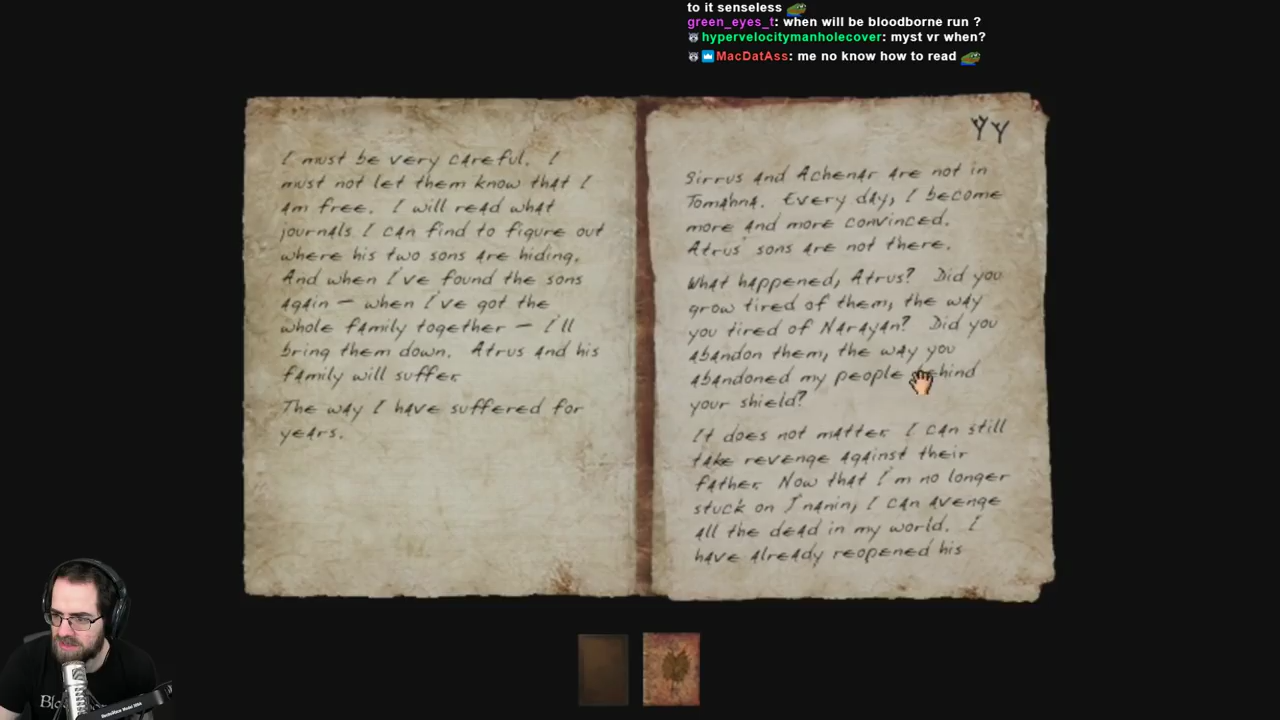 to it senseless
green_eyes_t: when will be bloodborne run ?
hypervelocitymanholecover: myst vr when?
MacDatAss: me no know how to read
I must be very careful. I
must not let them know that I
am free. I will read what
journals I can find to figure out
where his two sons are hiding.
And when I've found the sons
again — when I've got the
whole family together — I'll
bring them down. Atrus and his
family will suffer.
The way I have suffered for
years.
Sirrus and Achenar are not in
Tomahna. Every day, I become
more and more convinced.
Atrus' sons are not there.
What happened, Atrus? Did you
grow tired of them, the way
you tired of Narayan? Did you
abandon them, the way you
abandoned my people behind
your shield?
It does not matter. I can still
take revenge against their
father. Now that I'm no longer
stuck on J'nanin, I can avenge
all the dead in my world. I
have already reopened his